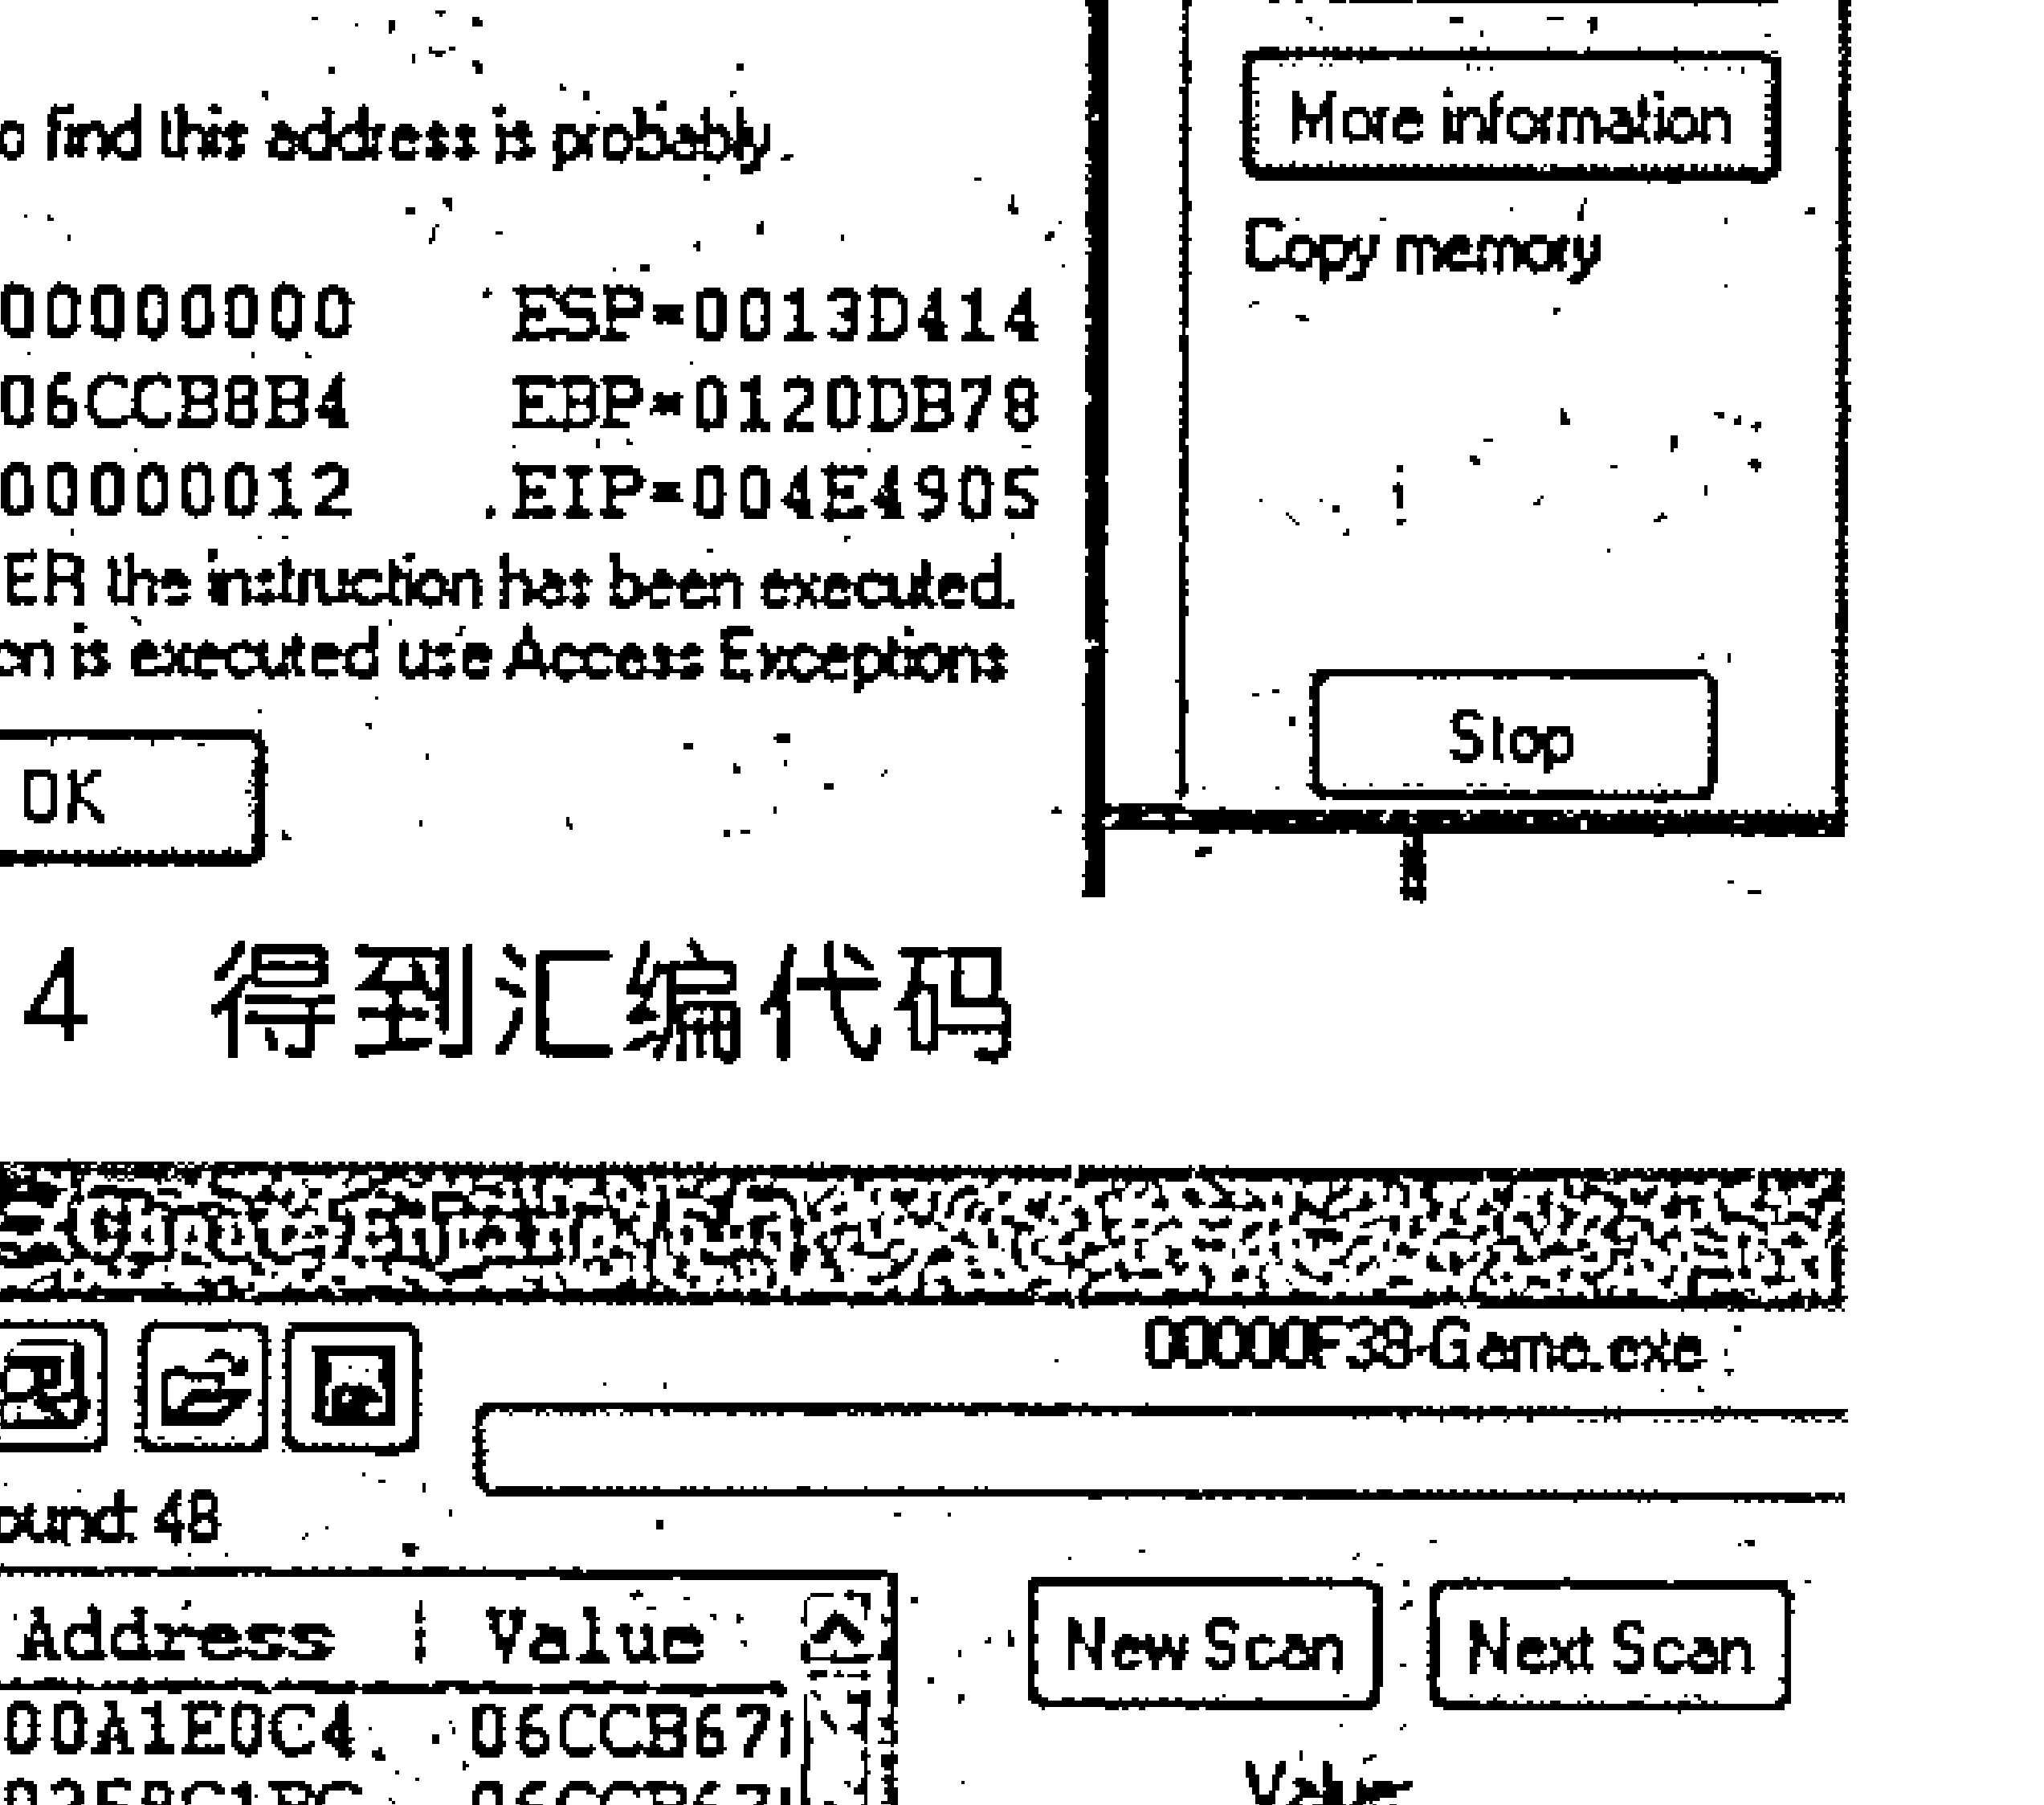 o find this address is probably
More information
Copy memory
00000000 ESP=0013D414
06CCB8B4 EBP=0120DB78
00000012 EIP=004E4905
ER the instruction has been executed.
on is executed use Access Exceptions
Stop
OK
4 得到汇编代码
00000F38-Game.exe
ound: 48
Address Value
New Scan Next Scan
00A1E0C4 06CCB67
Value